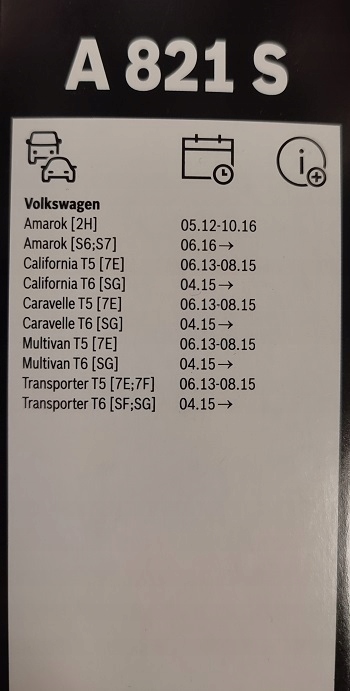 A 821 S
Volkswagen
Amarok [2H] 05.12-10.16
Amarok [S6;S7] 06.16→
California T5 [7E] 06.13-08.15
California T6 [SG] 04.15→
Caravelle T5 [7E] 06.13-08.15
Caravelle T6 [SG] 04.15→
Multivan T5 [7E] 06.13-08.15
Multivan T6 [SG] 04.15→
Transporter T5 [7E;7F] 06.13-08.15
Transporter T6 [SF;SG] 04.15→